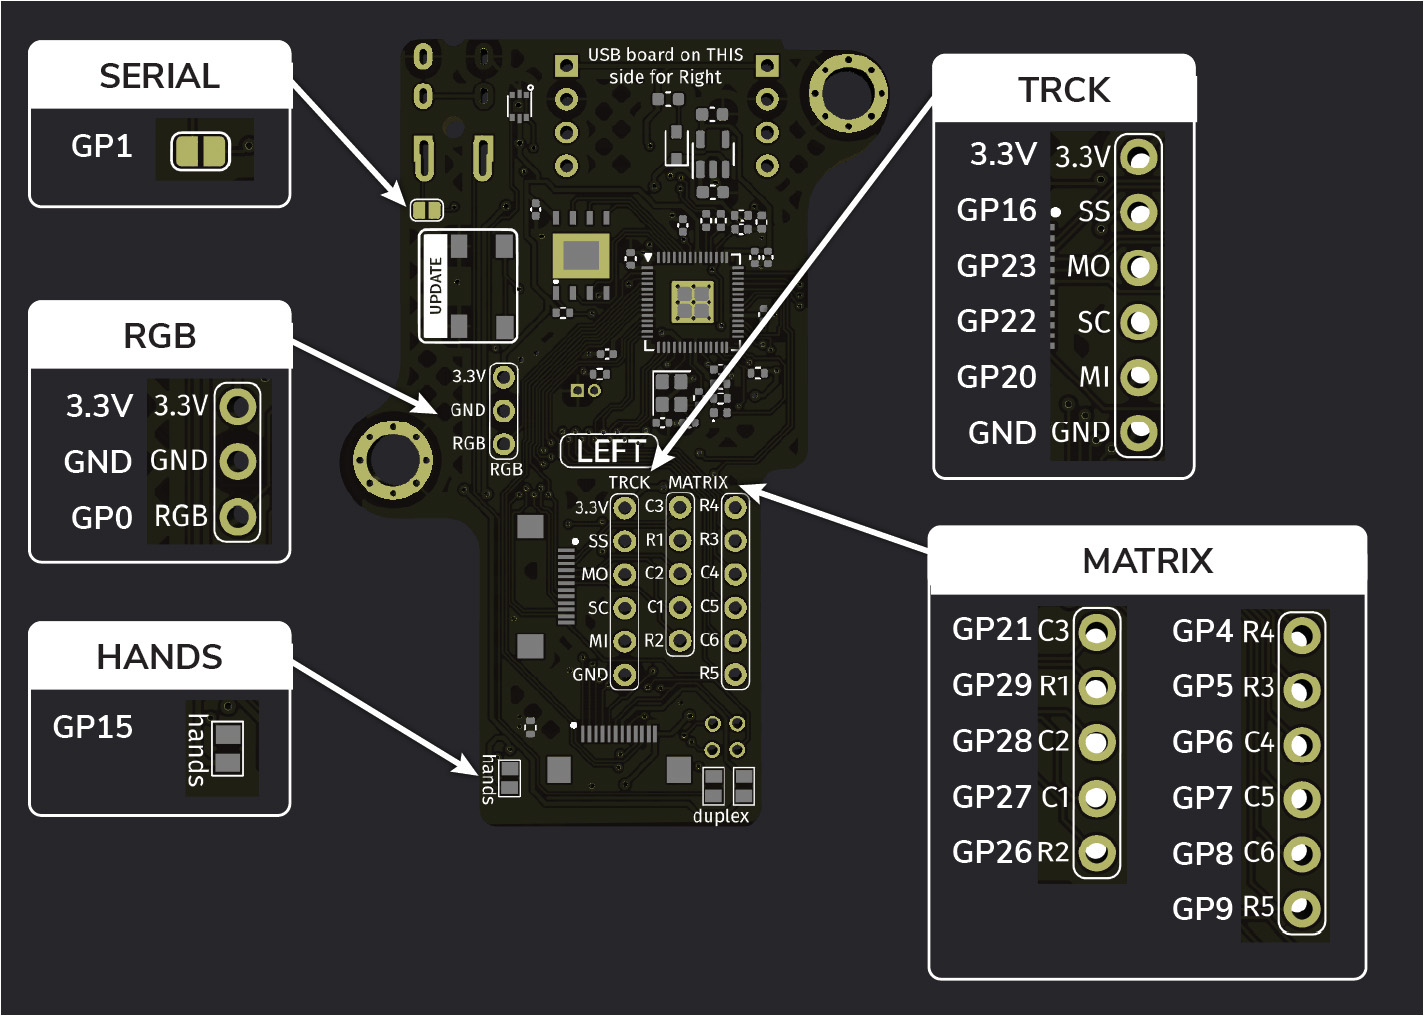 SERIAL
GP1
RGB
3.3V 3.3V
GND GND
GP0 RGB
HANDS
GP15
hands
USB board on THIS
side for Right
UPDATE
3.3V
GND
RGB
RGB
LEFT
TRCK MATRIX
3.3V C3 R4
SS R1 R3
MO C2 C4
SC C1 C5
MI R2 C6
GND R5
hands
duplex
TRCK
3.3V 3.3V
GP16 SS
GP23 MO
GP22 SC
GP20 MI
GND GND
MATRIX
GP21 C3 GP4 R4
GP29 R1 GP5 R3
GP28 C2 GP6 C4
GP27 C1 GP7 C5
GP26 R2 GP8 C6
GP9 R5